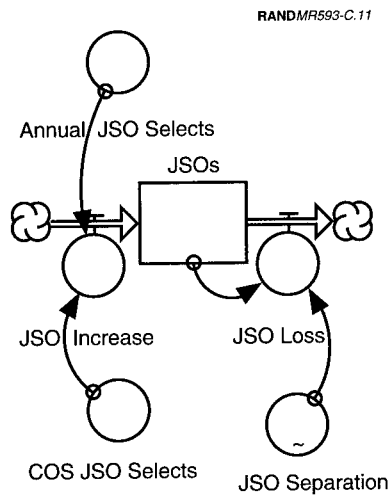 RANDMR593-C.11
Annual JSO Selects
JSOs
JSO Increase
JSO Loss
~
COS JSO Selects
JSO Separation